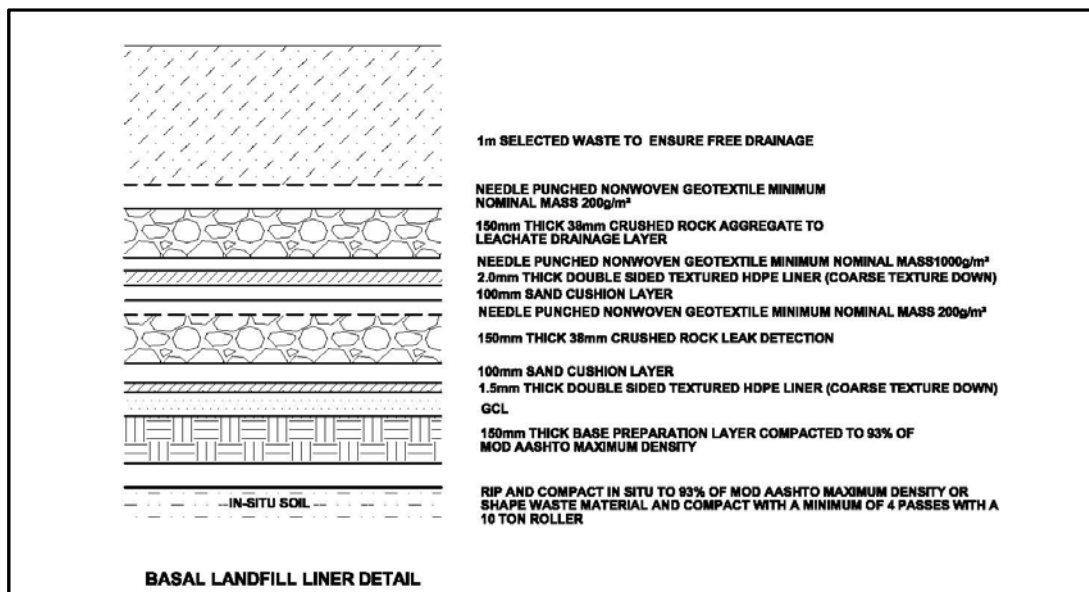 1m SELECTED WASTE TO ENSURE FREE DRAINAGE
NEEDLE PUNCHED NONWOVEN GEOTEXTILE MINIMUM
NOMINAL MASS 200g/m²
150mm THICK 38mm CRUSHED ROCK AGGREGATE TO
LEACHATE DRAINAGE LAYER
NEEDLE PUNCHED NONWOVEN GEOTEXTILE MINIMUM NOMINAL MASS1000g/m²
2.0mm THICK DOUBLE SIDED TEXTURED HDPE LINER (COARSE TEXTURE DOWN)
100mm SAND CUSHION LAYER
NEEDLE PUNCHED NONWOVEN GEOTEXTILE MINIMUM NOMINAL MASS 200g/m²
150mm THICK 38mm CRUSHED ROCK LEAK DETECTION
100mm SAND CUSHION LAYER
1.5mm THICK DOUBLE SIDED TEXTURED HDPE LINER (COARSE TEXTURE DOWN)
GCL
150mm THICK BASE PREPARATION LAYER COMPACTED TO 93% OF
MOD AASHTO MAXIMUM DENSITY
IN-SITU SOIL
RIP AND COMPACT IN SITU TO 93% OF MOD AASHTO MAXIMUM DENSITY OR
SHAPE WASTE MATERIAL AND COMPACT WITH A MINIMUM OF 4 PASSES WITH A
10 TON ROLLER
BASAL LANDFILL LINER DETAIL